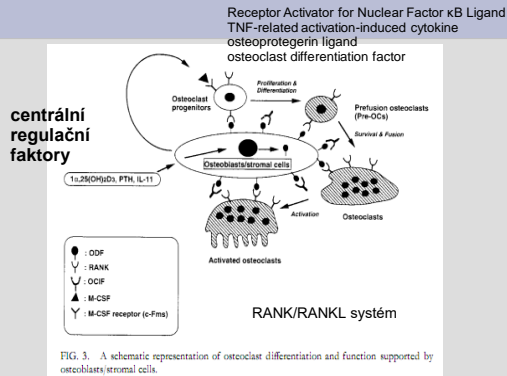 Receptor Activator for Nuclear Factor κB Ligand
TNF-related activation-induced cytokine
osteoprotegerin ligand
osteoclast differentiation factor
centrální
regulační
faktory
Osteoclast
progenitors
Proliferation &
Differentiation
Prefusion osteoclasts
(Pre-OCs)
Survival & Fusion
Osteoblasts/stromal cells
1α,25(OH)2D3, PTH, IL-11
Osteoclasts
Activation
Activated osteoclasts
: ODF
: RANK
: OCIF
: M-CSF
: M-CSF receptor (c-Fms)
RANK/RANKL systém
FIG. 3. A schematic representation of osteoclast differentiation and function supported by
osteoblasts/stromal cells.